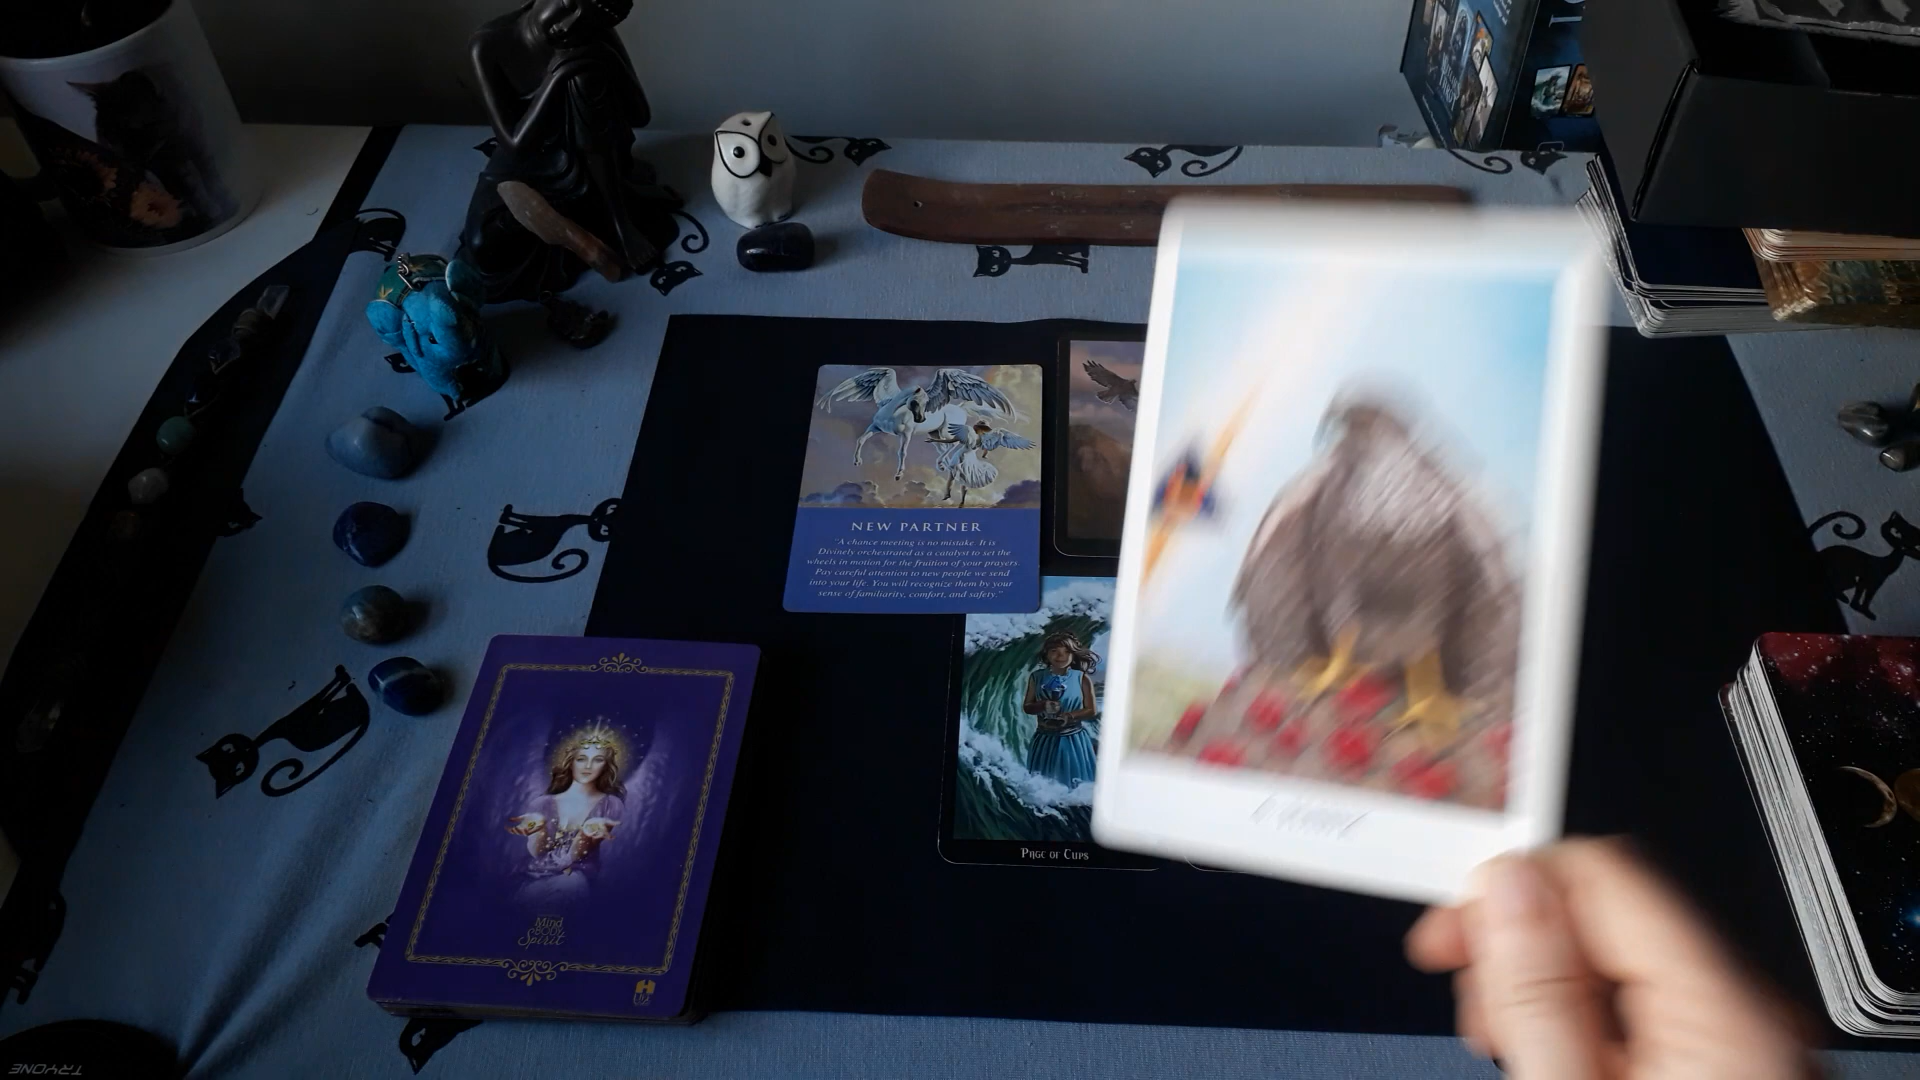 NEW PARTNER
"A chance meeting is no mistake. It is
Divinely orchestrated as a catalyst to set the
wheels in motion for the fruition of your prayers.
Pay careful attention to new people we send
into your life. You will recognize them by your
sense of familiarity, comfort, and safety."
Page of Cups
Mind
Body
Spirit
TRYONE